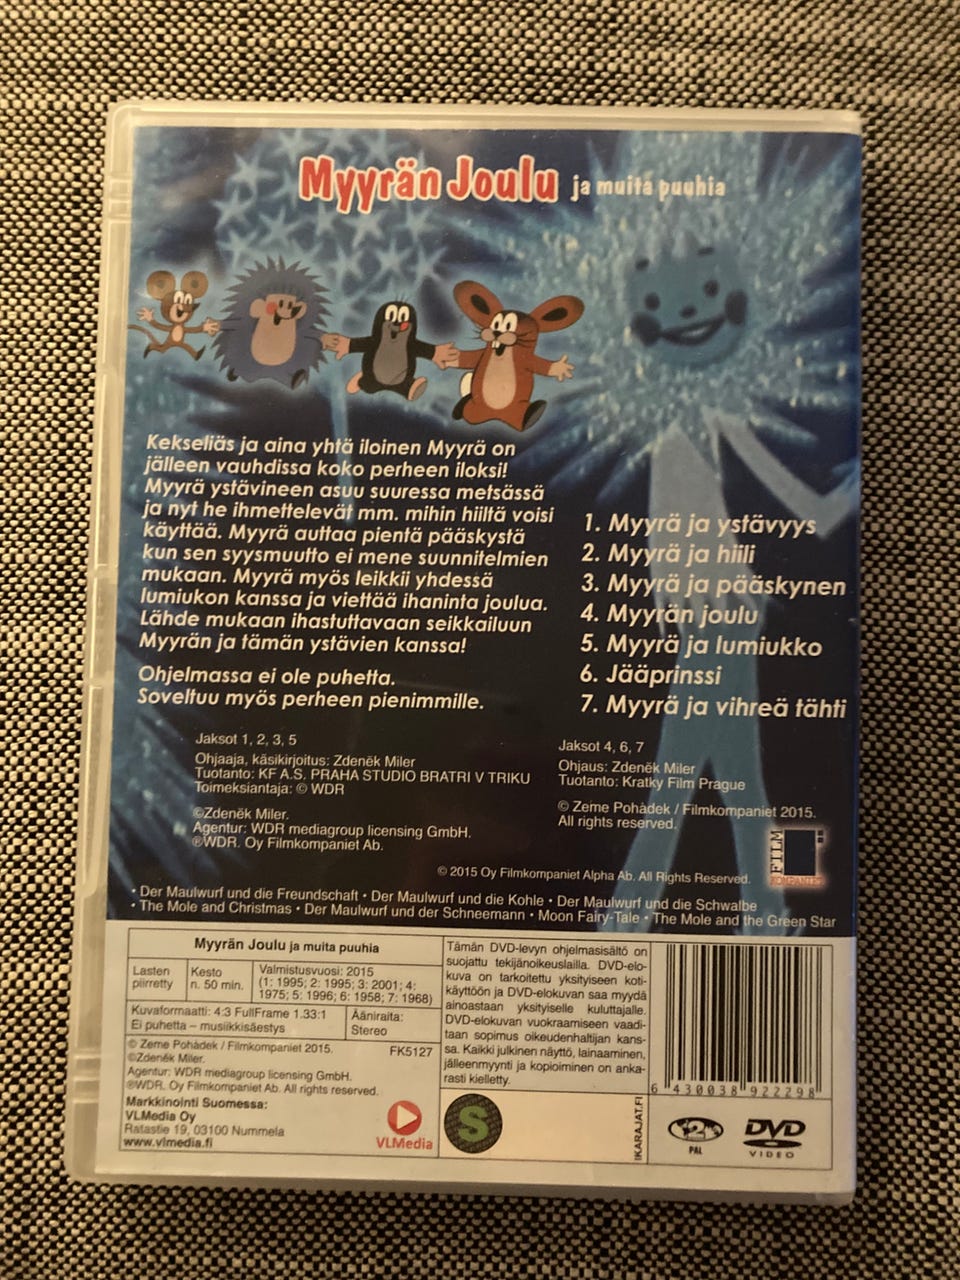 Myyrän Joulu ja muita puuhia
Kekseliäs ja aina yhtä iloinen Myyrä on
jälleen vauhdissa koko perheen iloksi!
Myyrä ystävineen asuu suuressa metsässä
ja nyt he ihmettelevät mm. mihin hiiltä voisi
käyttää. Myyrä auttaa pientä pääskystä
kun sen syysmuutto ei mene suunnitelmien
mukaan. Myyrä myös leikkii yhdessä
lumiukon kanssa ja viettää ihaninta joulua.
Lähde mukaan ihastuttavaan seikkailuun
Myyrän ja tämän ystävien kanssa!
Ohjelmassa ei ole puhetta.
Soveltuu myös perheen pienimmille.
1. Myyrä ja ystävyys
2. Myyrä ja hiili
3. Myyrä ja pääskynen
4. Myyrän joulu
5. Myyrä ja lumiukko
6. Jääprinssi
7. Myyrä ja vihreä tähti
Jaksot 1, 2, 3, 5
Ohjaaja, käsikirjoitus: Zdenĕk Miler
Tuotanto: KF A.S. PRAHA STUDIO BRATRI V TRIKU
Toimeksiantaja: © WDR
©Zdenĕk Miler.
Agentur: WDR mediagroup licensing GmbH.
℗WDR. Oy Filmkompaniet Ab.
Jaksot 4, 6, 7
Ohjaus: Zdenĕk Miler
Tuotanto: Kratky Film Prague
© Zeme Pohàdek / Filmkompaniet 2015.
All rights reserved.
FILM
KOMPANIET
© 2015 Oy Filmkompaniet Alpha Ab. All Rights Reserved.
• Der Maulwurf und die Freundschaft • Der Maulwurf und die Kohle • Der Maulwurf und die Schwalbe
• The Mole and Christmas • Der Maulwurf und der Schneemann • Moon Fairy-Tale • The Mole and the Green Star
Myyrän Joulu ja muita puuhia
Lasten
piirretty
Kesto
n. 50 min.
Valmistusvuosi: 2015
(1: 1995; 2: 1995; 3: 2001; 4:
1975; 5: 1996; 6: 1958; 7: 1968)
Kuvaformaatti: 4:3 FullFrame 1.33:1
Ei puhetta – musiikkisäestys
Ääniraita:
Stereo
© Zeme Pohàdek / Filmkompaniet 2015.
©Zdenĕk Miler. FK5127
Agentur: WDR mediagroup licensing GmbH.
℗WDR. Oy Filmkompaniet Ab. All rights reserved.
Markkinointi Suomessa:
VLMedia Oy
Ratastie 19, 03100 Nummela
www.vlmedia.fi
VLMedia
Tämän DVD-levyn ohjelmasisältö on
suojattu tekijänoikeuslailla. DVD-elo-
kuva on tarkoitettu yksityiseen koti-
käyttöön ja DVD-elokuvan saa myydä
ainoastaan yksityiselle kuluttajalle.
DVD-elokuvan vuokraamiseen vaadi-
taan sopimus oikeudenhaltijan kans-
sa. Kaikki julkinen näyttö, lainaaminen,
jälleenmyynti ja kopioiminen on anka-
rasti kielletty.
S
IKARAJAT.FI
6 430038 922298
2
PAL
DVD
VIDEO